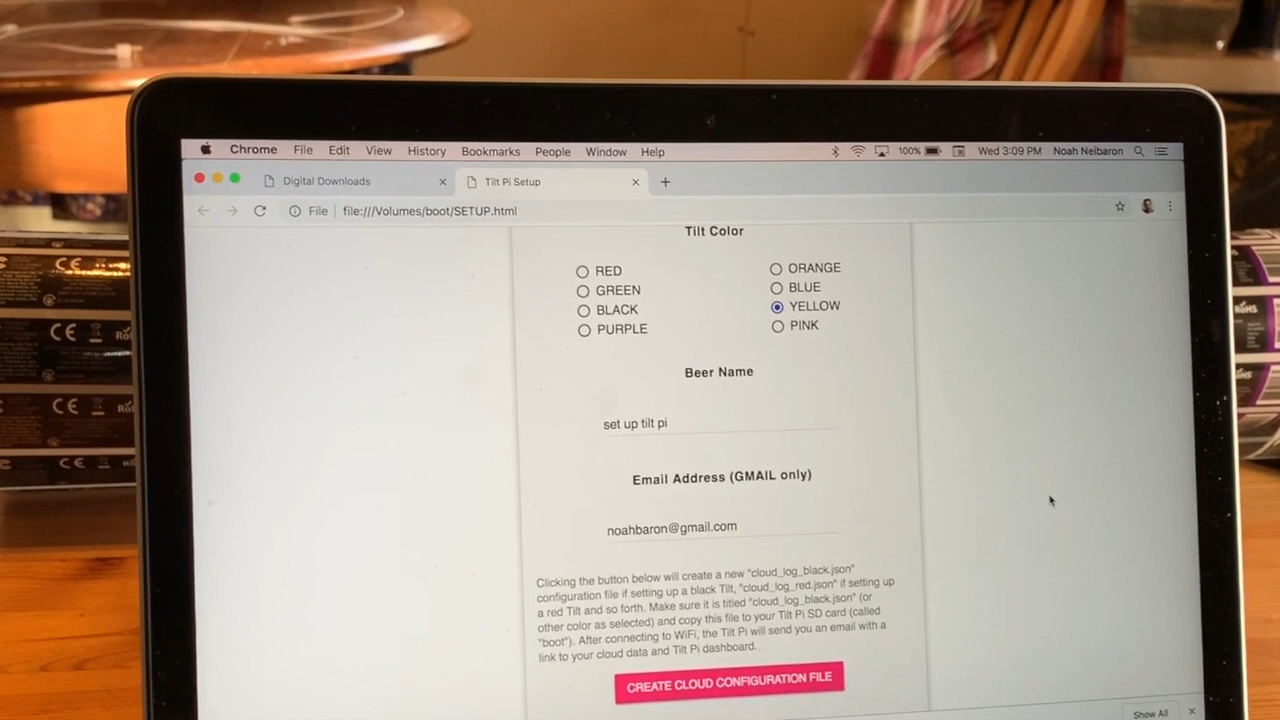 Chrome File Edit View History Bookmarks People Window Help 100% Wed 3:09 PM Noah Neibaron
Digital Downloads Tilt Pi Setup
File file:///Volumes/boot/SETUP.html
Tilt Color
RED ORANGE
GREEN BLUE
BLACK YELLOW
PURPLE PINK
Beer Name
set up tilt pi
Email Address (GMAIL only)
noahbaron@gmail.com
Clicking the button below will create a new "cloud_log_black.json"
configuration file if setting up a black Tilt, "cloud_log_red.json" if setting up
a red Tilt and so forth. Make sure it is titled "cloud_log_black.json" (or
other color as selected) and copy this file to your Tilt Pi SD card (called
"boot"). After connecting to WiFi, the Tilt Pi will send you an email with a
link to your cloud data and Tilt Pi dashboard.
CREATE CLOUD CONFIGURATION FILE
Show All
CE
CE
CE
CE
RoHS